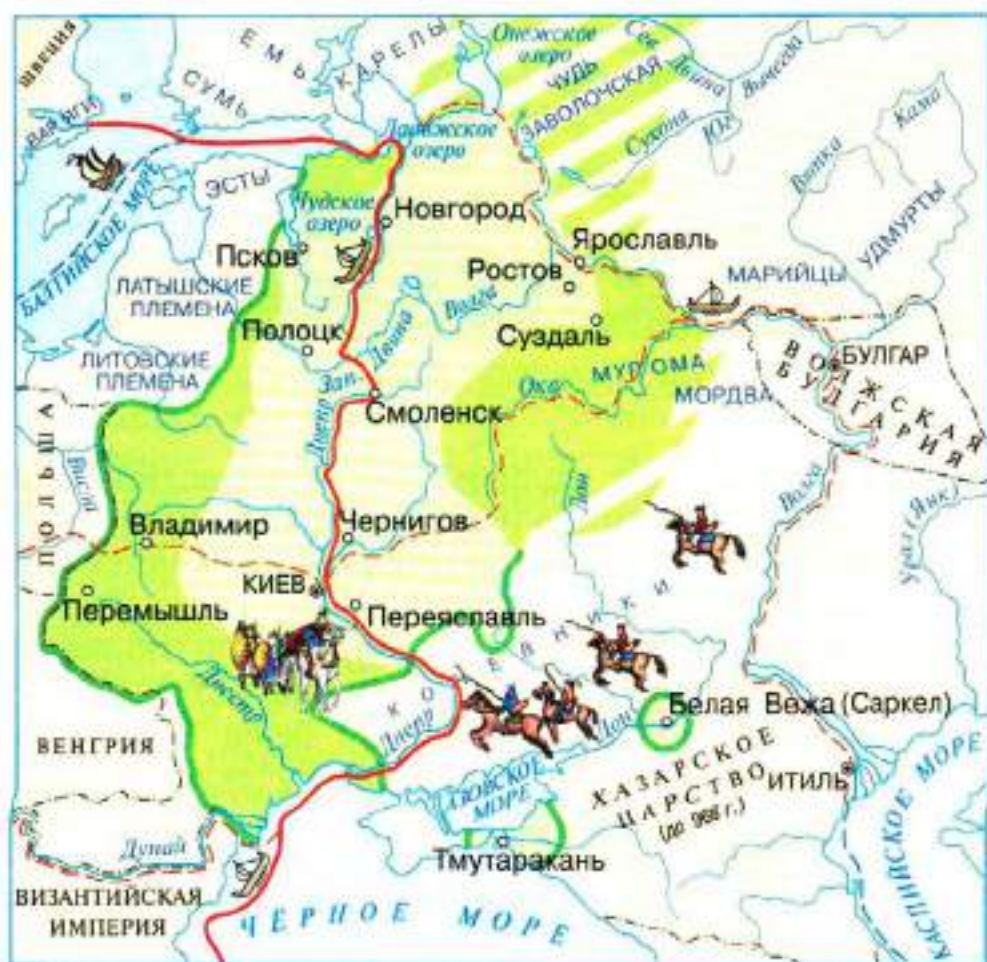 ШВЕЦИЯ
ЕМЬ
КАРЕЛЫ
СУМЬ
Онежское
озеро
Сев. Двина
Вычегда
ЧУДЬ
ЗАВОЛОЧСКАЯ
Сухона
Юг
Кама
Вятка
УДМУРТЫ
ВАРЯГИ
Ладожское
озеро
БАЛТИЙСКОЕ МОРЕ
ЭСТЫ
Чудское
озеро
Новгород
Псков
Ярославль
Ростов
МАРИЙЦЫ
ЛАТЫШСКИЕ
ПЛЕМЕНА
Волга
Полоцк
Суздаль
ЛИТОВСКИЕ
ПЛЕМЕНА
Зап. Двина
МУРОМА
Ока
МОРДВА
БУЛГАР
ВОЛЖСКАЯ
БУЛГАРИЯ
Днепр
Смоленск
ПОЛЬША
Висла
Дон
Волга
Урал (Яик)
Владимир
Чернигов
КИЕВ
Перемышль
Переяславль
КОЧЕВНИКИ
Днестр
Днепр
Дон
Белая Вежа (Саркел)
ВЕНГРИЯ
АЗОВСКОЕ
МОРЕ
ХАЗАРСКОЕ
ЦАРСТВО
(до 966 г.)
ИТИЛЬ
Дунай
Тмутаракань
КАСПИЙСКОЕ МОРЕ
ВИЗАНТИЙСКАЯ
ИМПЕРИЯ
ЧЁРНОЕ МОРЕ